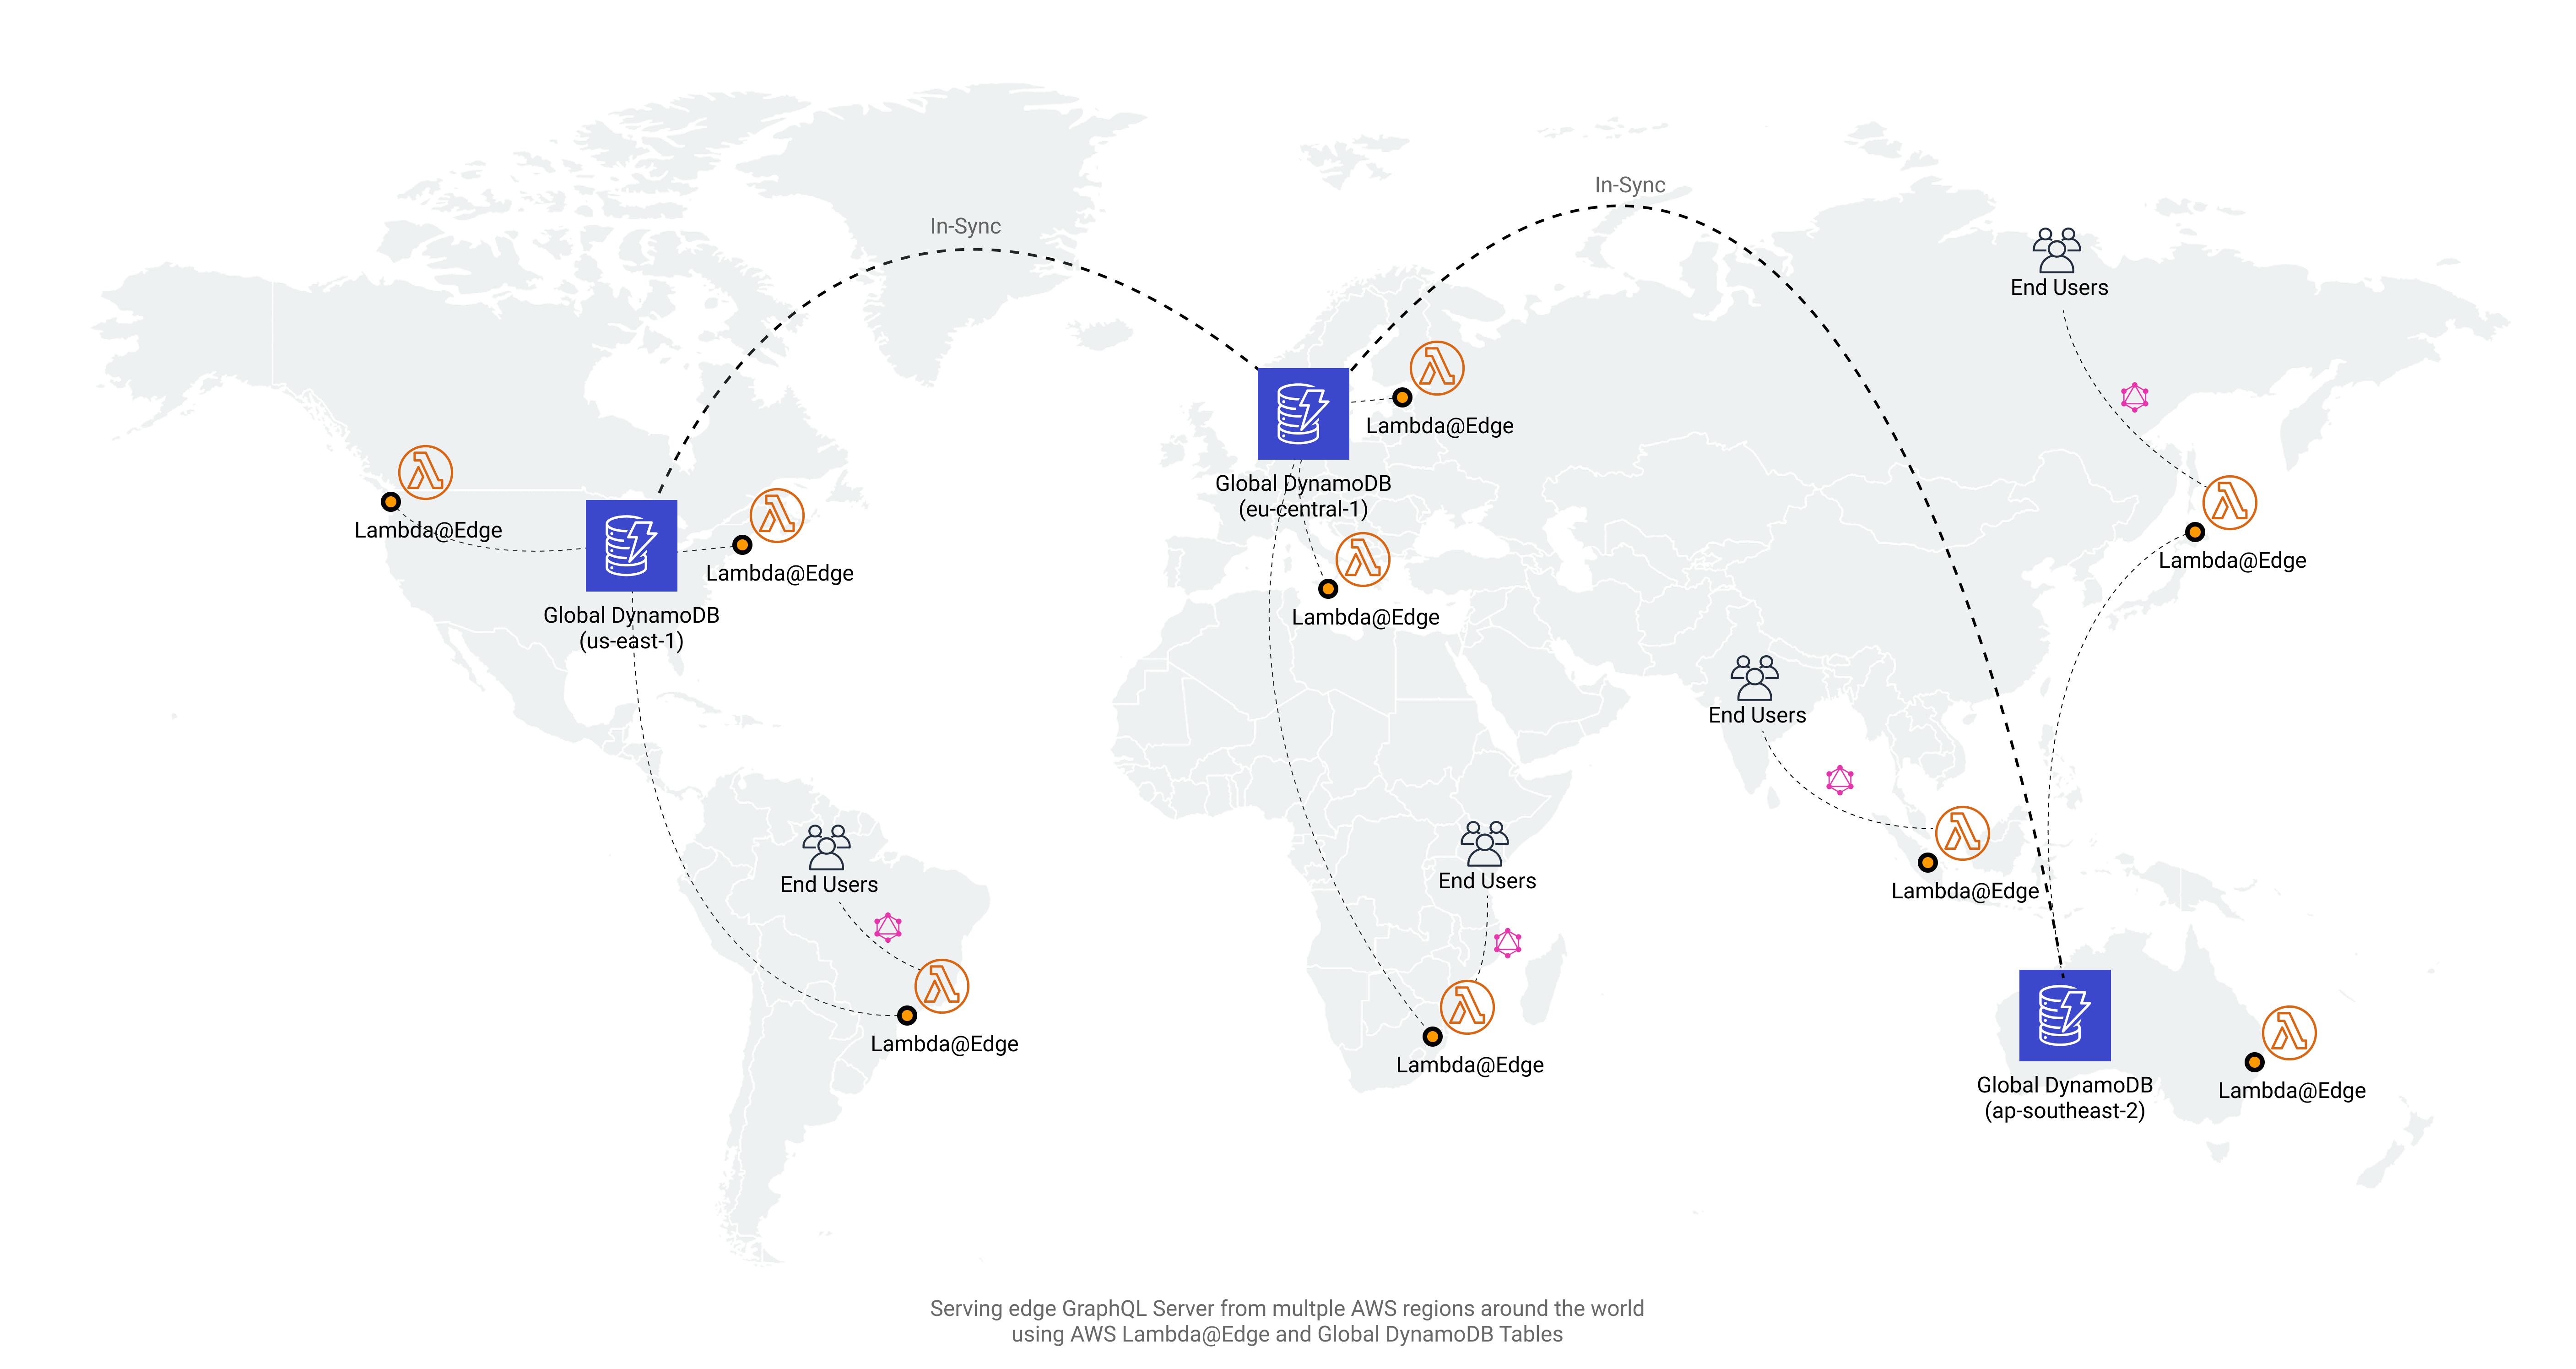 In-Sync
In-Sync
End Users
Lambda@Edge
Lambda@Edge
Lambda@Edge
Global DynamoDB
(us-east-1)
Global DynamoDB
(eu-central-1)
Lambda@Edge
Lambda@Edge
End Users
End Users
End Users
Lambda@Edge
Lambda@Edge
Lambda@Edge
Global DynamoDB
(ap-southeast-2)
Lambda@Edge
Serving edge GraphQL Server from multple AWS regions around the world
using AWS Lambda@Edge and Global DynamoDB Tables